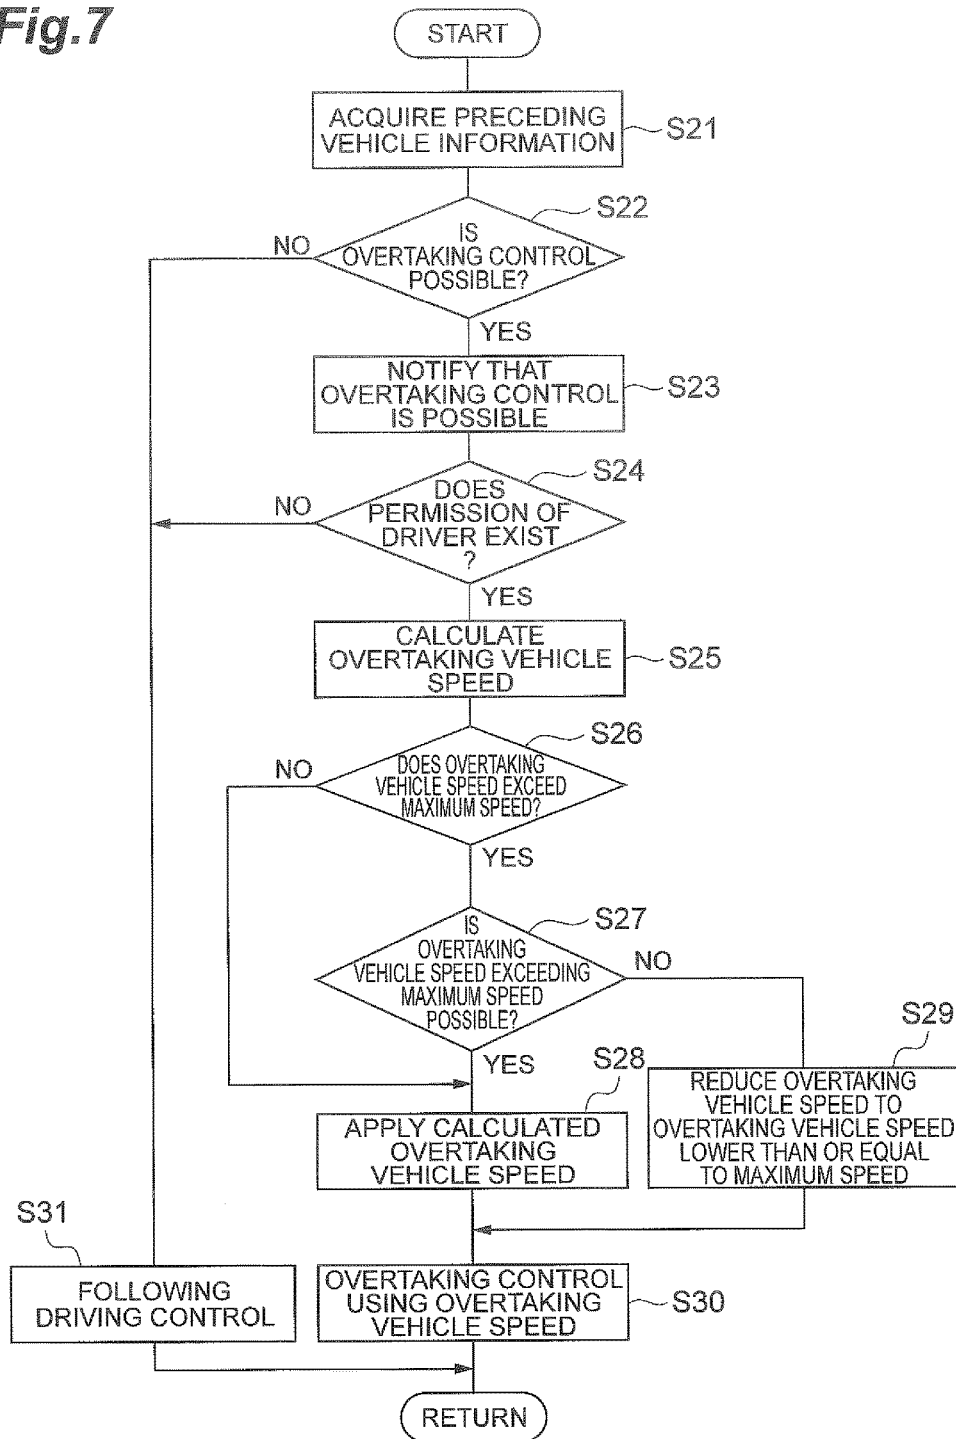 Fig.7
START
ACQUIRE PRECEDING
VEHICLE INFORMATION
S21
S22
IS
OVERTAKING CONTROL
POSSIBLE?
NO
YES
NOTIFY THAT
OVERTAKING CONTROL
IS POSSIBLE
S23
S24
DOES
PERMISSION OF
DRIVER EXIST
?
NO
YES
CALCULATE
OVERTAKING VEHICLE
SPEED
S25
S26
DOES OVERTAKING
VEHICLE SPEED EXCEED
MAXIMUM SPEED?
NO
YES
S27
IS
OVERTAKING
VEHICLE SPEED EXCEEDING
MAXIMUM SPEED
POSSIBLE?
NO
YES
S28
APPLY CALCULATED
OVERTAKING
VEHICLE SPEED
S29
REDUCE OVERTAKING
VEHICLE SPEED TO
OVERTAKING VEHICLE SPEED
LOWER THAN OR EQUAL
TO MAXIMUM SPEED
S31
FOLLOWING
DRIVING CONTROL
OVERTAKING CONTROL
USING OVERTAKING
VEHICLE SPEED
S30
RETURN